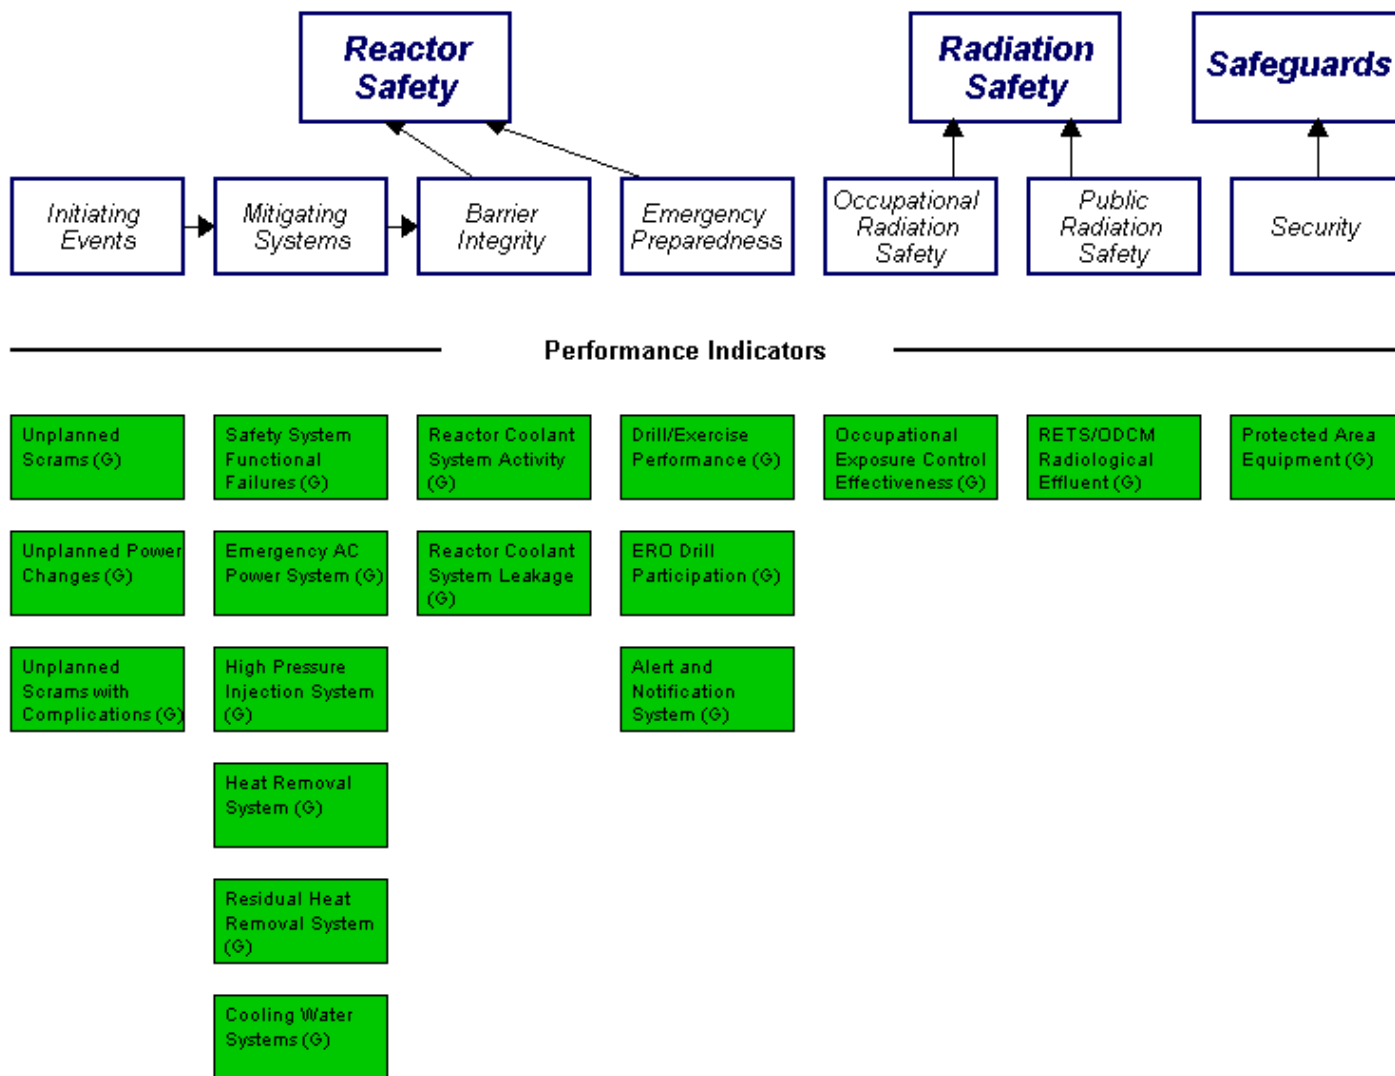 Reactor
Safety
Radiation
Safety
Safeguards
Initiating
Events
Mitigating
Systems
Barrier
Integrity
Emergency
Preparedness
Occupational
Radiation
Safety
Public
Radiation
Safety
Security
Performance Indicators
Unplanned
Scrams (G)
Safety System
Functional
Failures (G)
Reactor Coolant
System Activity
(G)
Drill/Exercise
Performance (G)
Occupational
Exposure Control
Effectiveness (G)
RETS/ODCM
Radiological
Effluent (G)
Protected Area
Equipment (G)
Unplanned Power
Changes (G)
Emergency AC
Power System (G)
Reactor Coolant
System Leakage
(G)
ERO Drill
Participation (G)
Unplanned
Scrams with
Complications (G)
High Pressure
Injection System
(G)
Alert and
Notification
System (G)
Heat Removal
System (G)
Residual Heat
Removal System
(G)
Cooling Water
Systems (G)